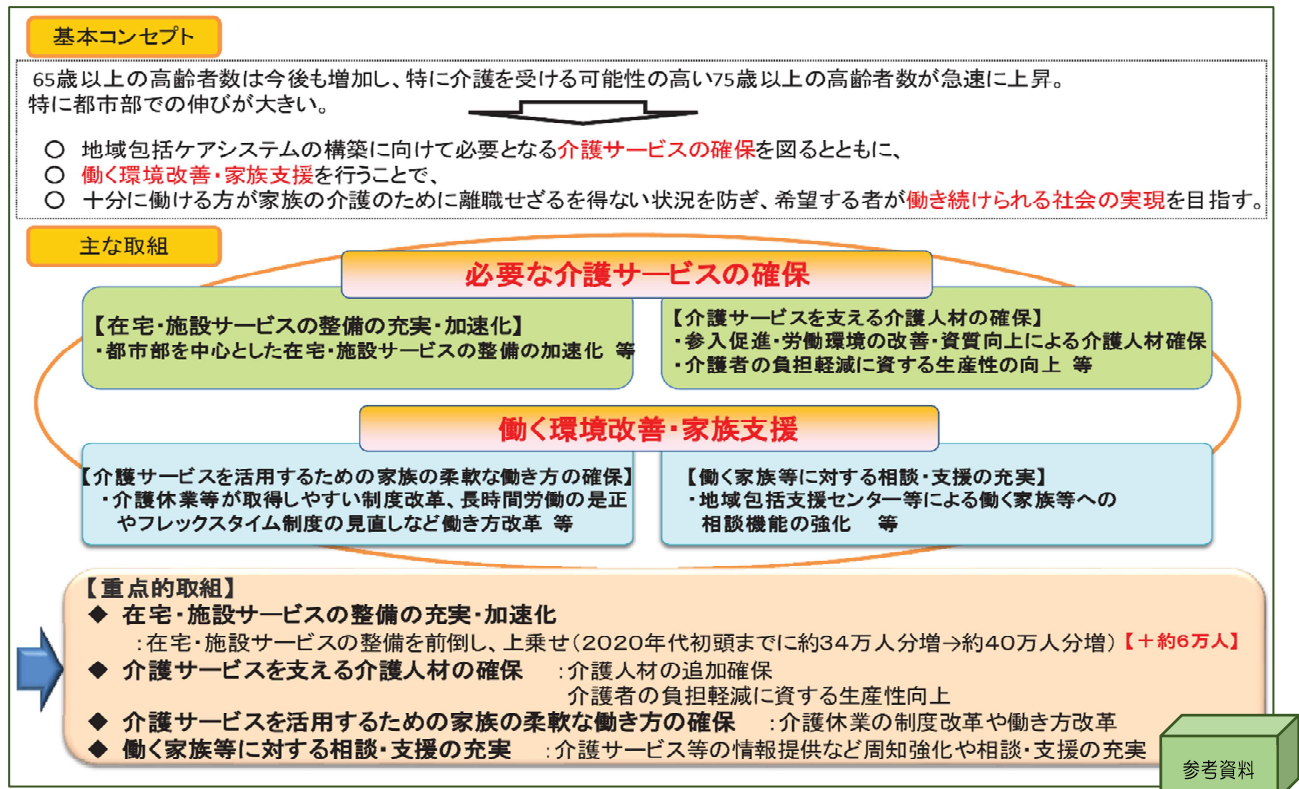 基本コンセプト
65歳以上の高齢者数は今後も増加し、特に介護を受ける可能性の高い75歳以上の高齢者数が急速に上昇。
特に都市部での伸びが大きい。
○ 地域包括ケアシステムの構築に向けて必要となる介護サービスの確保を図るとともに、
○ 働く環境改善・家族支援を行うことで、
○ 十分に働ける方が家族の介護のために離職せざるを得ない状況を防ぎ、希望する者が働き続けられる社会の実現を目指す。
主な取組
必要な介護サービスの確保
【在宅・施設サービスの整備の充実・加速化】
・都市部を中心とした在宅・施設サービスの整備の加速化 等
【介護サービスを支える介護人材の確保】
・参入促進・労働環境の改善・資質向上による介護人材確保
・介護者の負担軽減に資する生産性の向上 等
働く環境改善・家族支援
【介護サービスを活用するための家族の柔軟な働き方の確保】
・介護休業等が取得しやすい制度改革、長時間労働の是正
やフレックスタイム制度の見直しなど働き方改革 等
【働く家族等に対する相談・支援の充実】
・地域包括支援センター等による働く家族等への
相談機能の強化 等
【重点的取組】
◆ 在宅・施設サービスの整備の充実・加速化
:在宅・施設サービスの整備を前倒し、上乗せ(2020年代初頭までに約34万人分増→約40万人分増)【+約6万人】
◆ 介護サービスを支える介護人材の確保 :介護人材の追加確保
介護者の負担軽減に資する生産性向上
◆ 介護サービスを活用するための家族の柔軟な働き方の確保 :介護休業の制度改革や働き方改革
◆ 働く家族等に対する相談・支援の充実 :介護サービス等の情報提供など周知強化や相談・支援の充実
参考資料